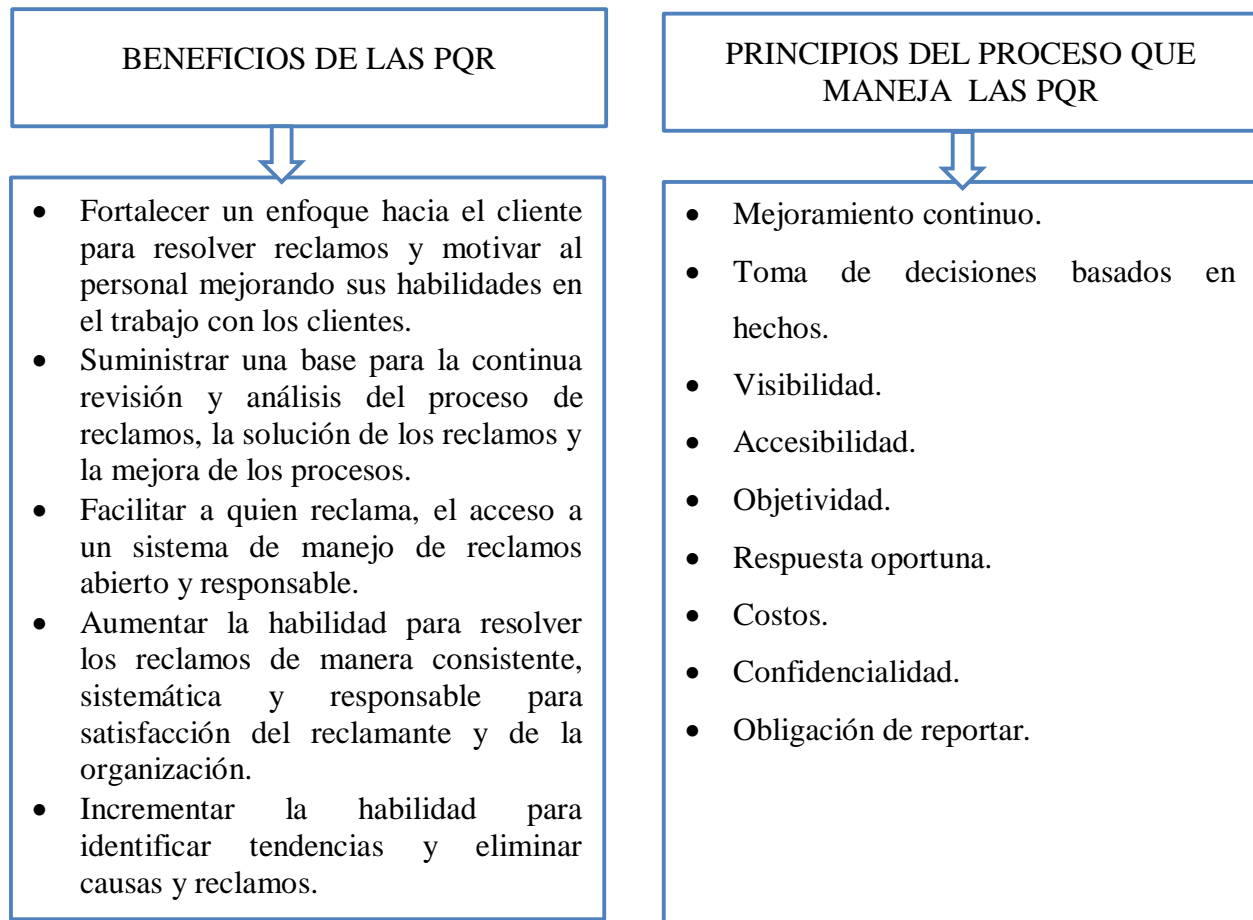 BENEFICIOS DE LAS PQR
• Fortalecer un enfoque hacia el cliente
para resolver reclamos y motivar al
personal mejorando sus habilidades en
el trabajo con los clientes.
• Suministrar una base para la continua
revisión y análisis del proceso de
reclamos, la solución de los reclamos y
la mejora de los procesos.
• Facilitar a quien reclama, el acceso a
un sistema de manejo de reclamos
abierto y responsable.
• Aumentar la habilidad para resolver
los reclamos de manera consistente,
sistemática y responsable para
satisfacción del reclamante y de la
organización.
• Incrementar la habilidad para
identificar tendencias y eliminar
causas y reclamos.
PRINCIPIOS DEL PROCESO QUE
MANEJA LAS PQR
• Mejoramiento continuo.
• Toma de decisiones basados en
hechos.
• Visibilidad.
• Accesibilidad.
• Objetividad.
• Respuesta oportuna.
• Costos.
• Confidencialidad.
• Obligación de reportar.